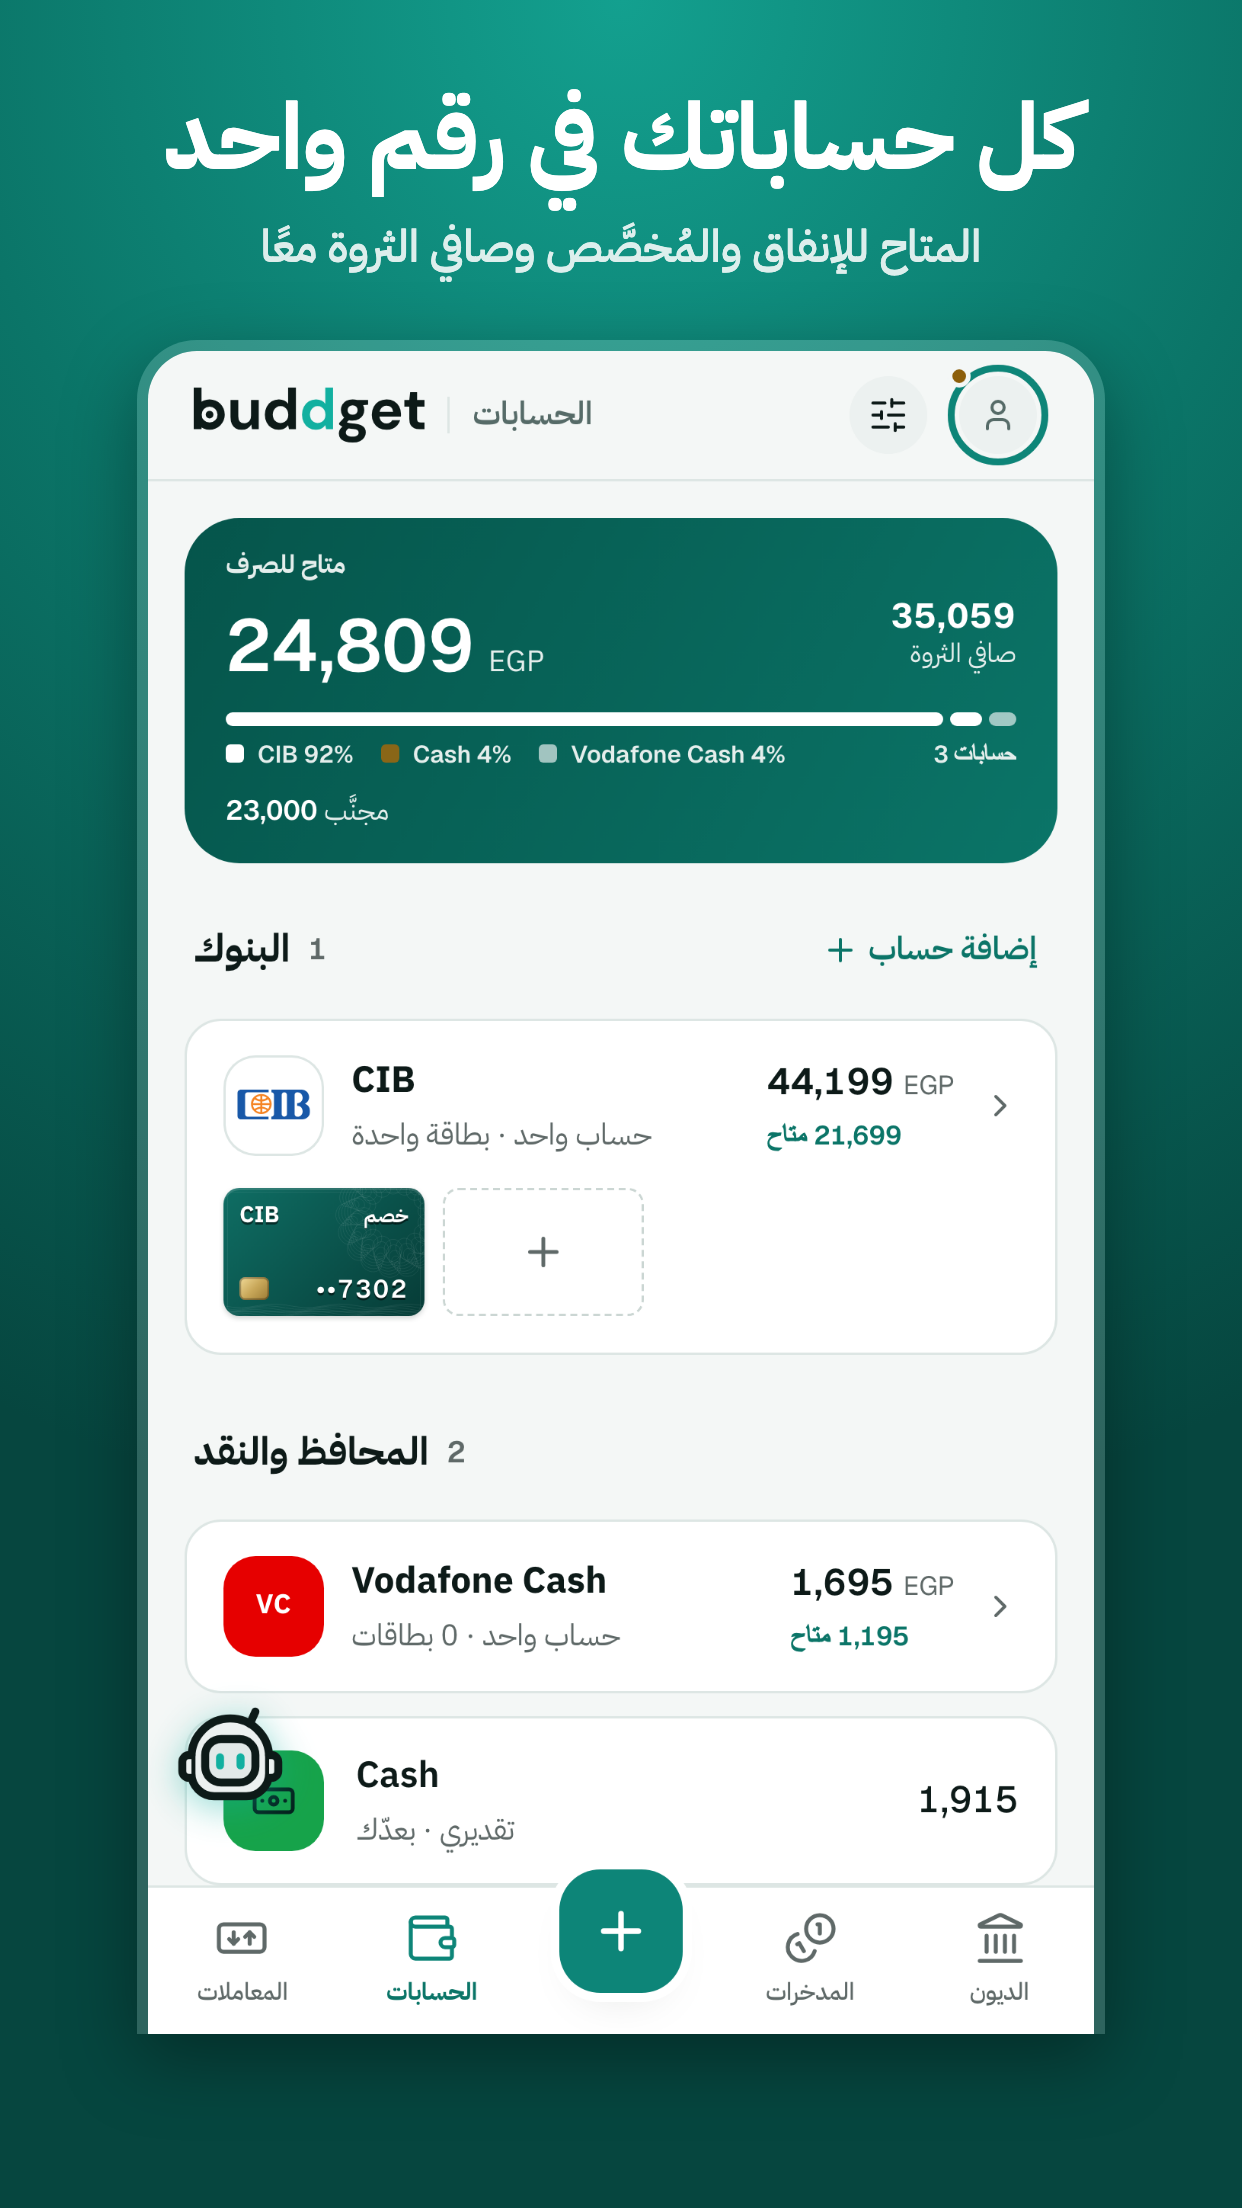 كل حساباتك في رقم واحد
المتاح للإنفاق والمُخصَّص وصافي الثروة معًا
buddget | الحسابات
متاح للصرف
24,809 EGP
35,059
صافي الثروة
CIB 92% Cash 4% Vodafone Cash 4%
3 حسابات
مجنَّب 23,000
البنوك 1
إضافة حساب +
CIB
44,199 EGP
حساب واحد · بطاقة واحدة
21,699 متاح
CIB
خصم
••7302
المحافظ والنقد 2
VC
Vodafone Cash
1,695 EGP
حساب واحد · 0 بطاقات
1,195 متاح
Cash
1,915
تقديري · بعدّك
المعاملات
الحسابات
المدخرات
الديون